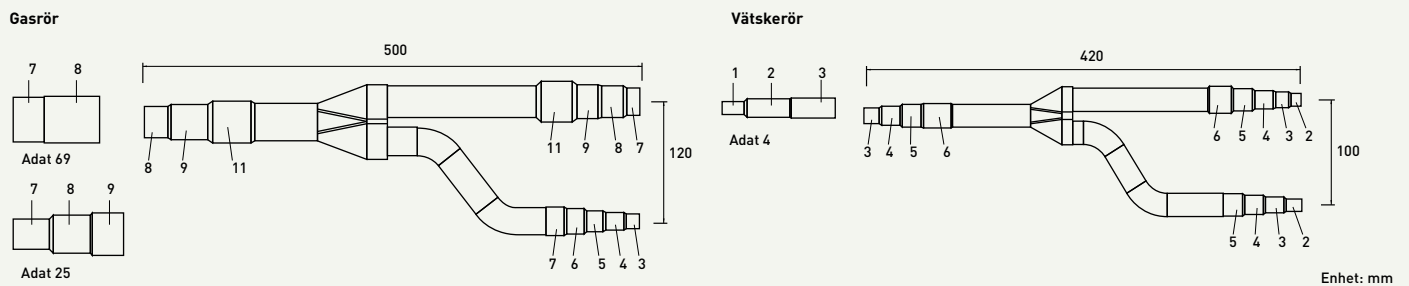 Gasrör
500
7 8
Adat 69
7 8 9
Adat 25
8 9 11
11 9 8 7
120
7 6 5 4 3
Vätskerör
420
1 2 3
Adat 4
3 4 5 6
6 5 4 3 2
100
5 4 3 2
Enhet: mm